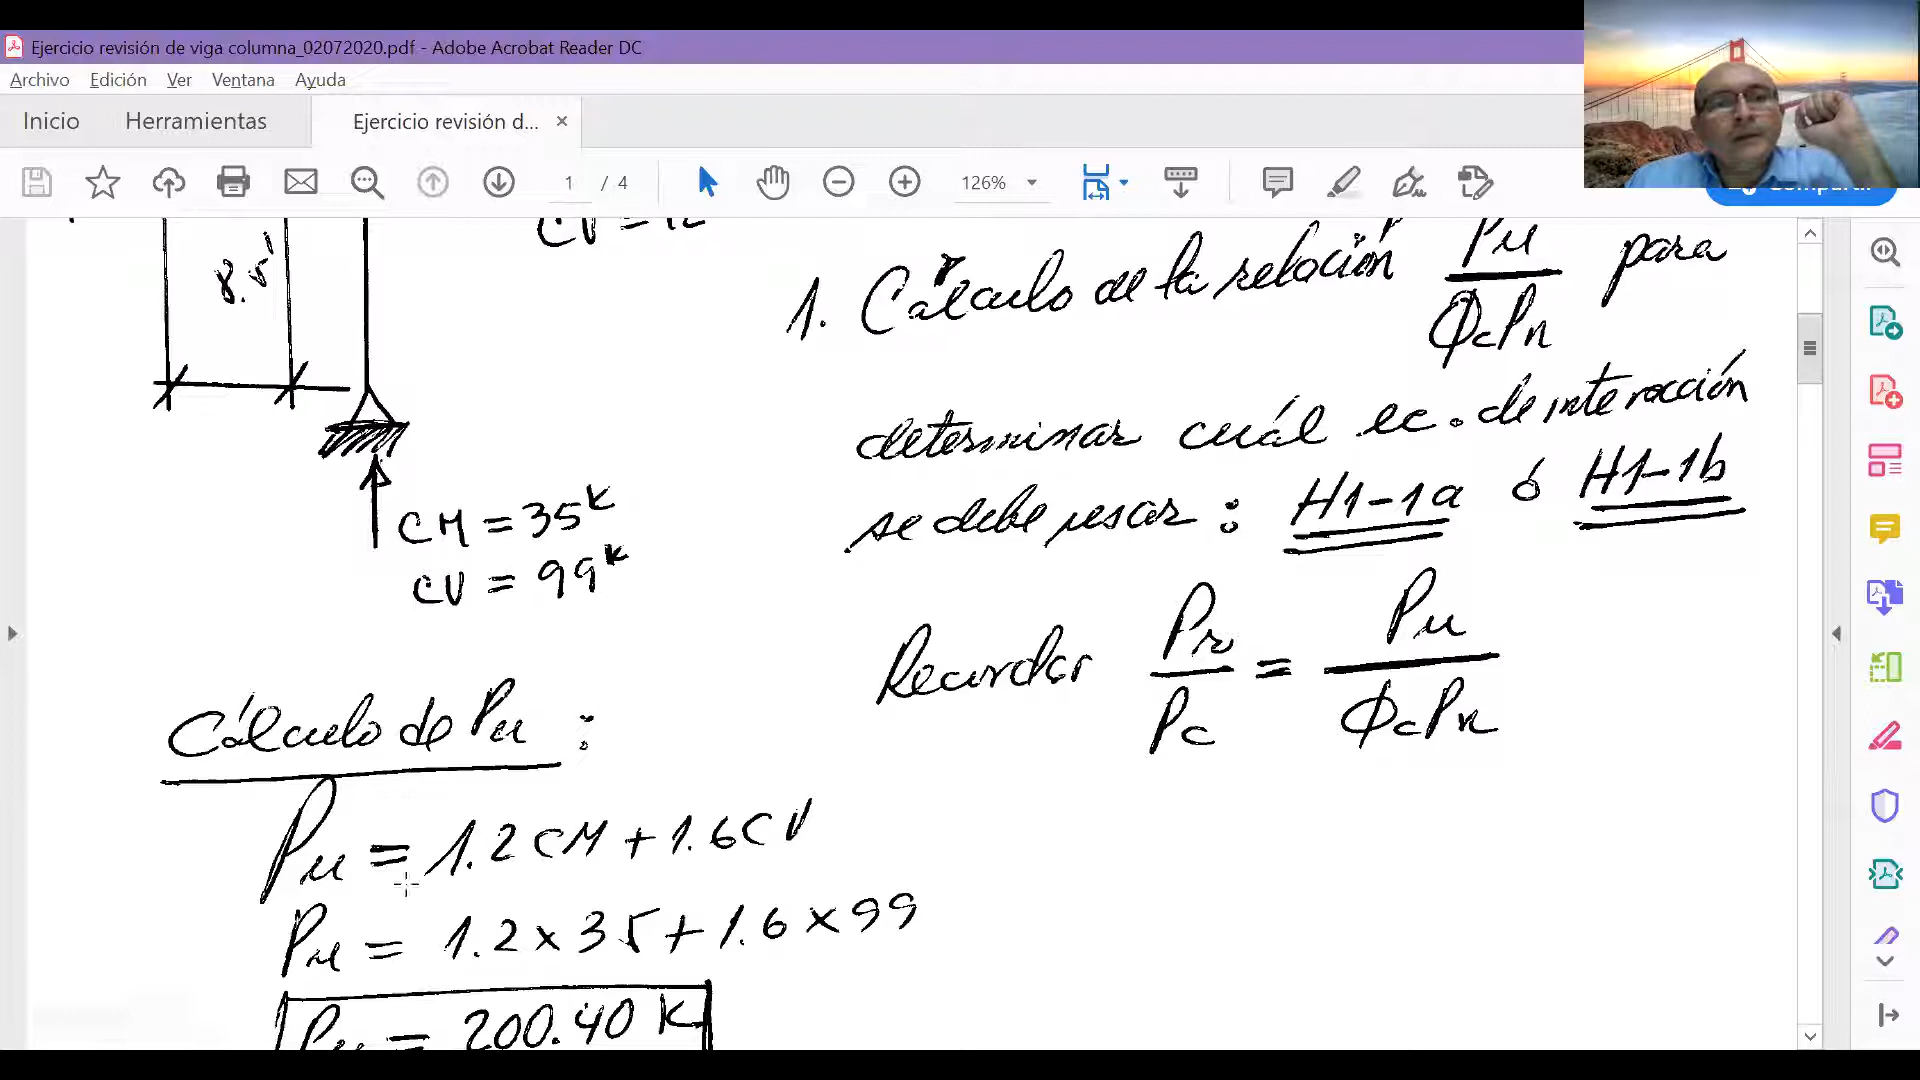 Ejercicio revisión de viga columna_02072020.pdf - Adobe Acrobat Reader DC
Archivo Edición Ver Ventana Ayuda
Inicio Herramientas Ejercicio revisión d... ×
1 / 4 126%
CV = 12
8.5'
CM = 35k
CV = 99k
1. Cálculo de la relación Pu/ϕcPn para
determinar cuál ec. de interacción
se debe usar: H1-1a ó H1-1b
Recordar Pr/Pc = Pu/ϕcPn
Cálculo de Pu :
Pu = 1.2CM + 1.6CV
Pu = 1.2 x 35 + 1.6 x 99
Pu = 200.40 k